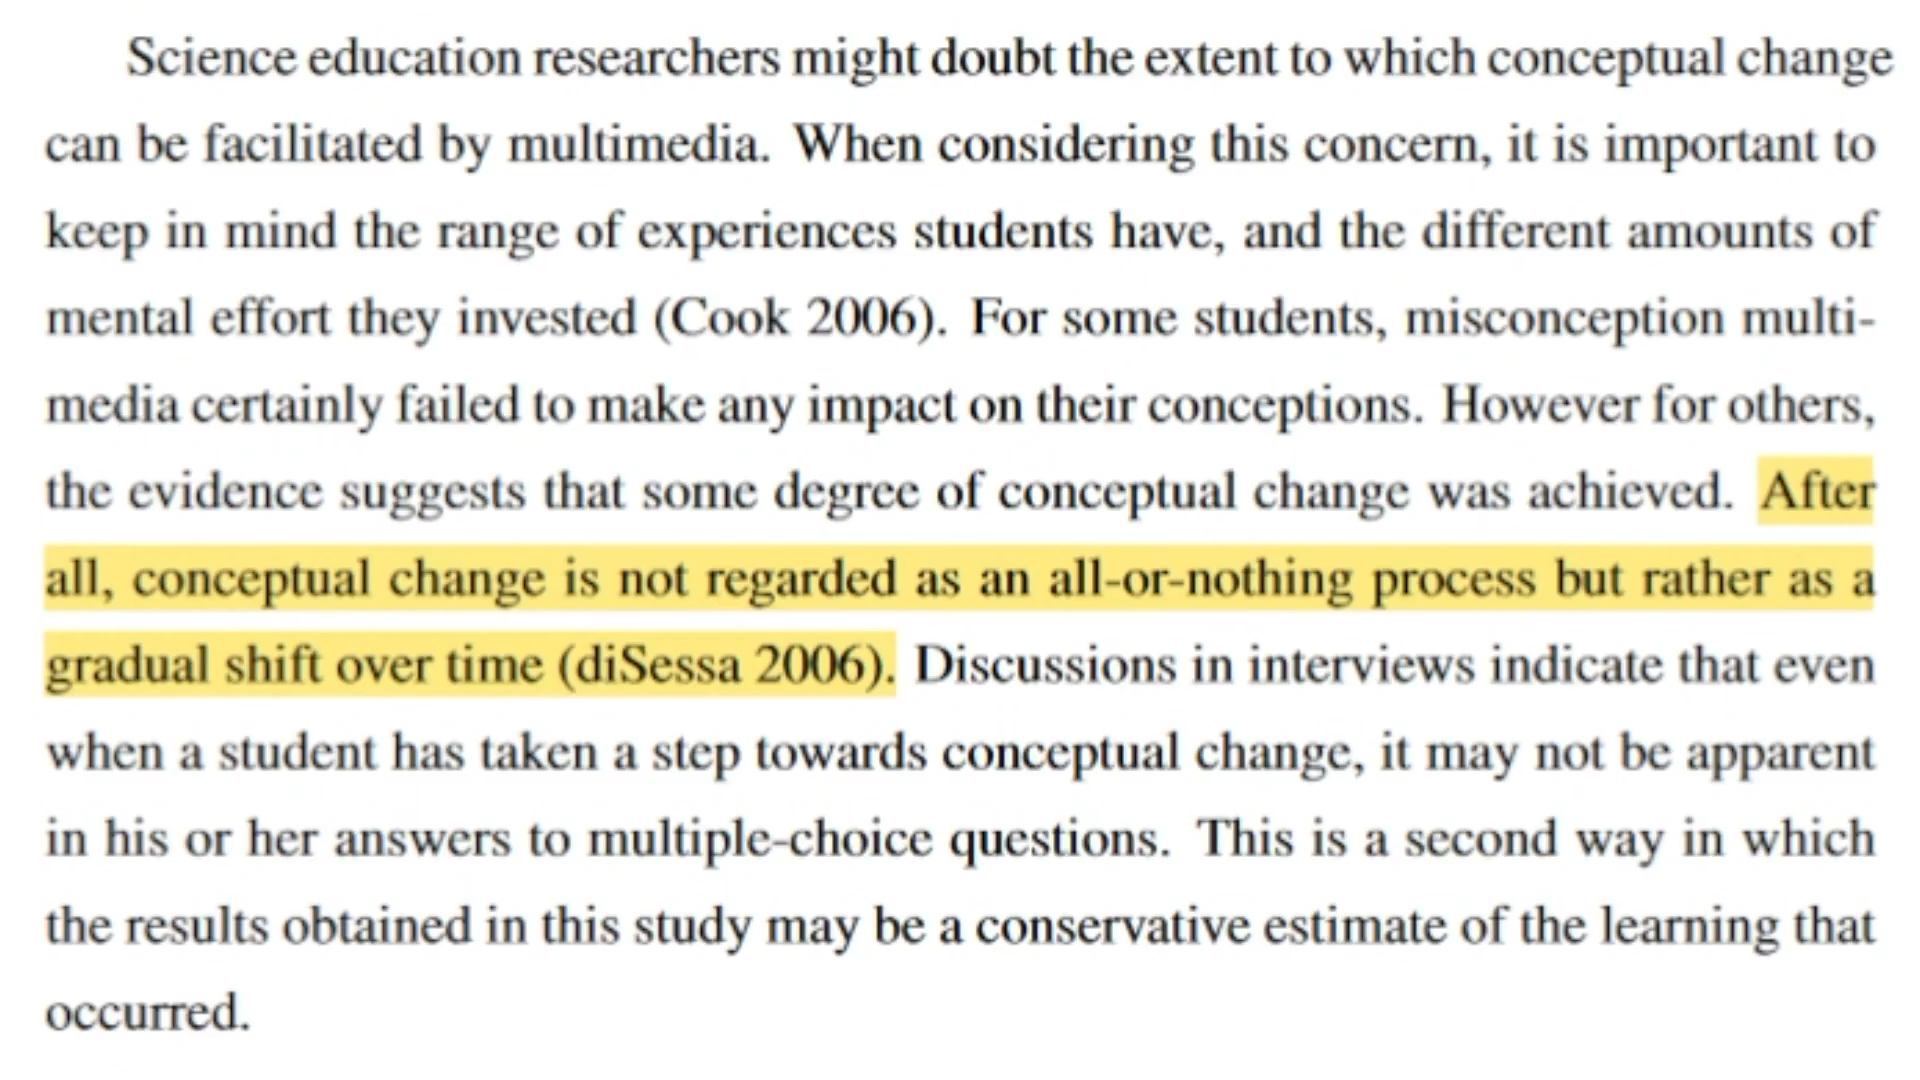 Science education researchers might doubt the extent to which conceptual change
can be facilitated by multimedia. When considering this concern, it is important to
keep in mind the range of experiences students have, and the different amounts of
mental effort they invested (Cook 2006). For some students, misconception multi-
media certainly failed to make any impact on their conceptions. However for others,
the evidence suggests that some degree of conceptual change was achieved. After
all, conceptual change is not regarded as an all-or-nothing process but rather as a
gradual shift over time (diSessa 2006). Discussions in interviews indicate that even
when a student has taken a step towards conceptual change, it may not be apparent
in his or her answers to multiple-choice questions. This is a second way in which
the results obtained in this study may be a conservative estimate of the learning that
occurred.